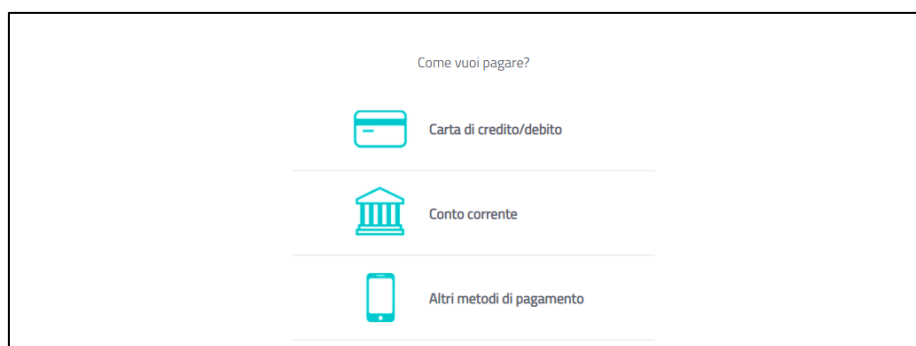 Come vuoi pagare?
Carta di credito/debito
Conto corrente
Altri metodi di pagamento